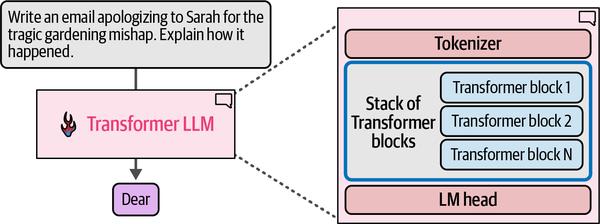 Write an email apologizing to Sarah for the
tragic gardening mishap. Explain how it
happened.
Transformer LLM
Dear
Tokenizer
Stack of
Transformer
blocks
Transformer block 1
Transformer block 2
Transformer block N
LM head